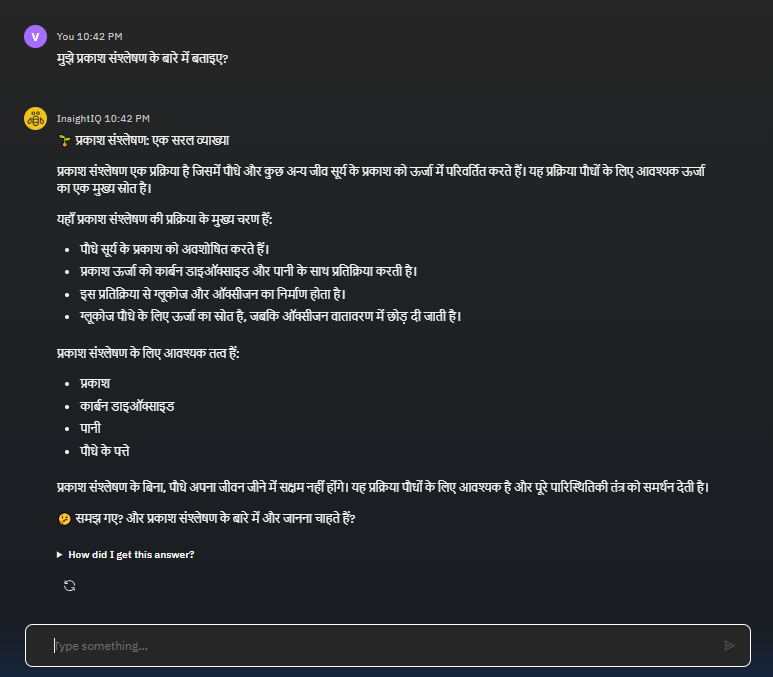 V
You 10:42 PM
मुझे प्रकाश संश्लेषण के बारे में बताइए?
InsightIQ 10:42 PM
🌱 प्रकाश संश्लेषण: एक सरल व्याख्या
प्रकाश संश्लेषण एक प्रक्रिया है जिसमें पौधे और कुछ अन्य जीव सूर्य के प्रकाश को ऊर्जा में परिवर्तित करते हैं। यह प्रक्रिया पौधों के लिए आवश्यक ऊर्जा
का एक मुख्य स्रोत है।
यहाँ प्रकाश संश्लेषण की प्रक्रिया के मुख्य चरण हैं:
• पौधे सूर्य के प्रकाश को अवशोषित करते हैं।
• प्रकाश ऊर्जा को कार्बन डाइऑक्साइड और पानी के साथ प्रतिक्रिया करती है।
• इस प्रतिक्रिया से ग्लूकोज और ऑक्सीजन का निर्माण होता है।
• ग्लूकोज पौधे के लिए ऊर्जा का स्रोत है, जबकि ऑक्सीजन वातावरण में छोड़ दी जाती है।
प्रकाश संश्लेषण के लिए आवश्यक तत्व हैं:
• प्रकाश
• कार्बन डाइऑक्साइड
• पानी
• पौधे के पत्ते
प्रकाश संश्लेषण के बिना, पौधे अपना जीवन जीने में सक्षम नहीं होंगे। यह प्रक्रिया पौधों के लिए आवश्यक है और पूरे पारिस्थितिकी तंत्र को समर्थन देती है।
🤔 समझ गए? और प्रकाश संश्लेषण के बारे में और जानना चाहते हैं?
How did I get this answer?
Type something...